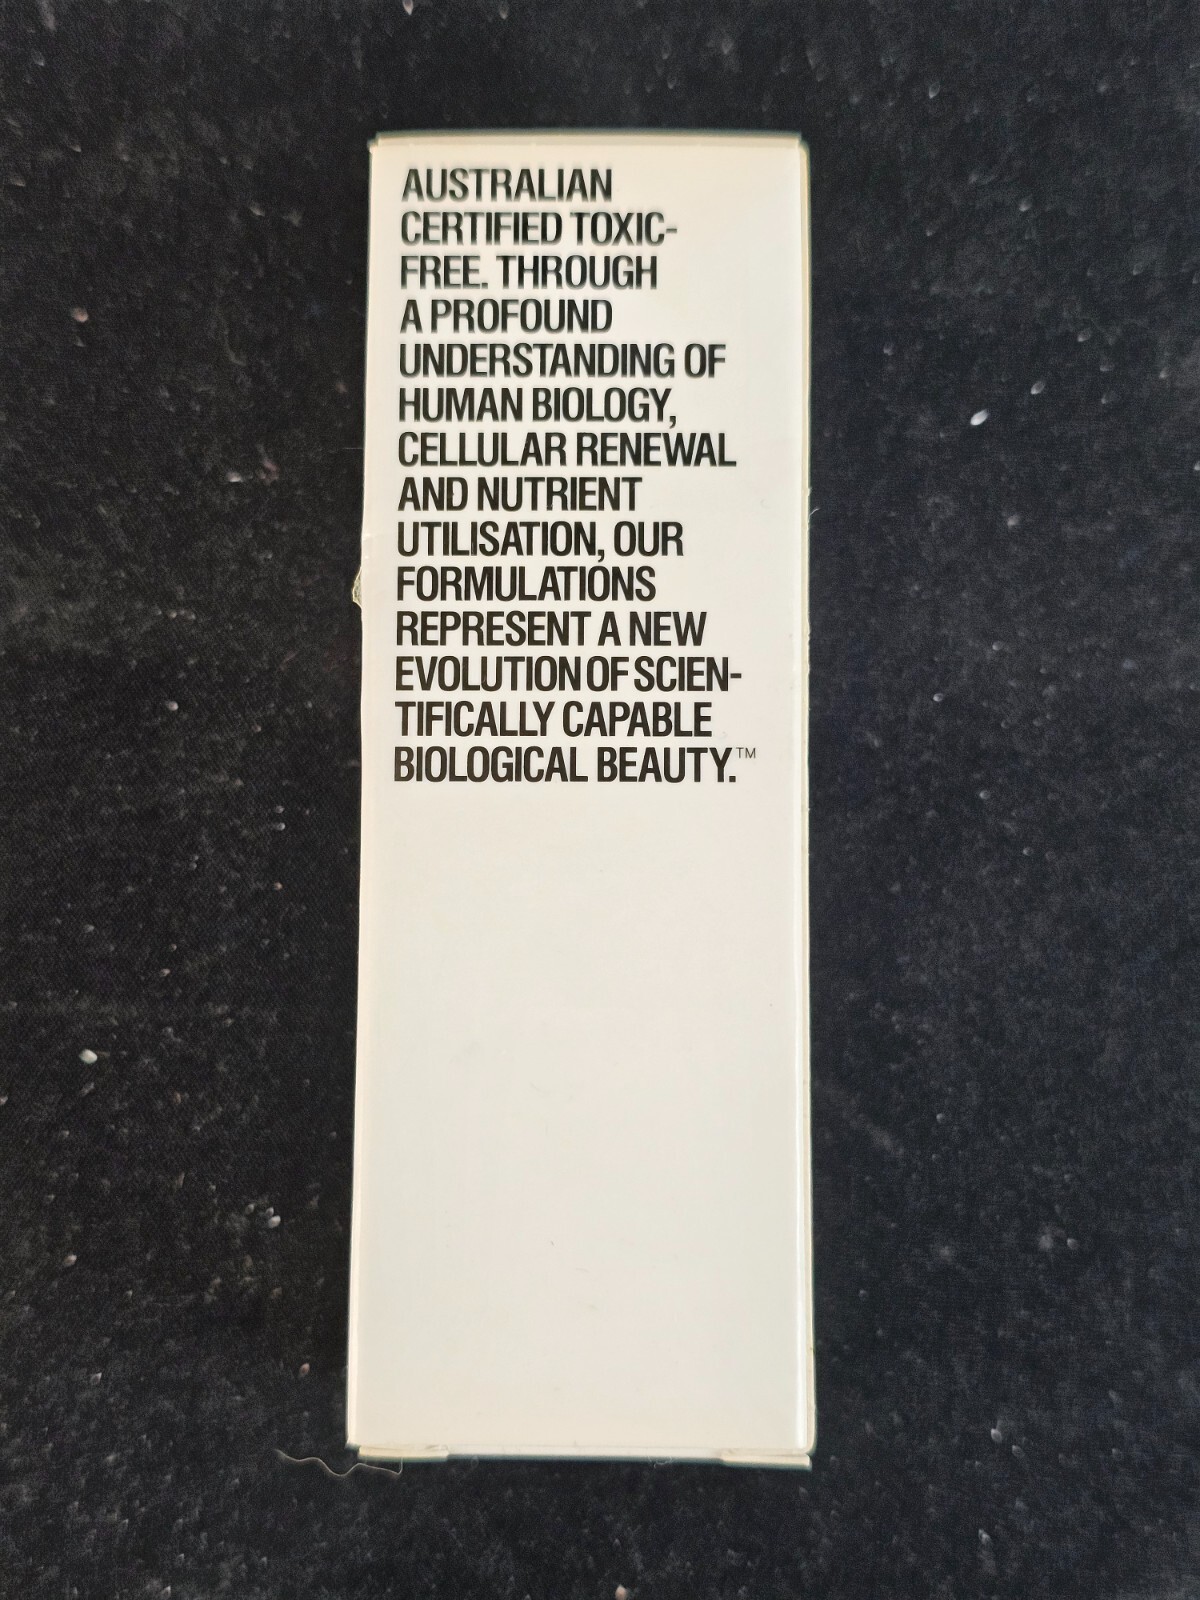 AUSTRALIAN
CERTIFIED TOXIC-
FREE. THROUGH
A PROFOUND
UNDERSTANDING OF
HUMAN BIOLOGY,
CELLULAR RENEWAL
AND NUTRIENT
UTILISATION, OUR
FORMULATIONS
REPRESENT A NEW
EVOLUTION OF SCIEN-
TIFICALLY CAPABLE
BIOLOGICAL BEAUTY.™